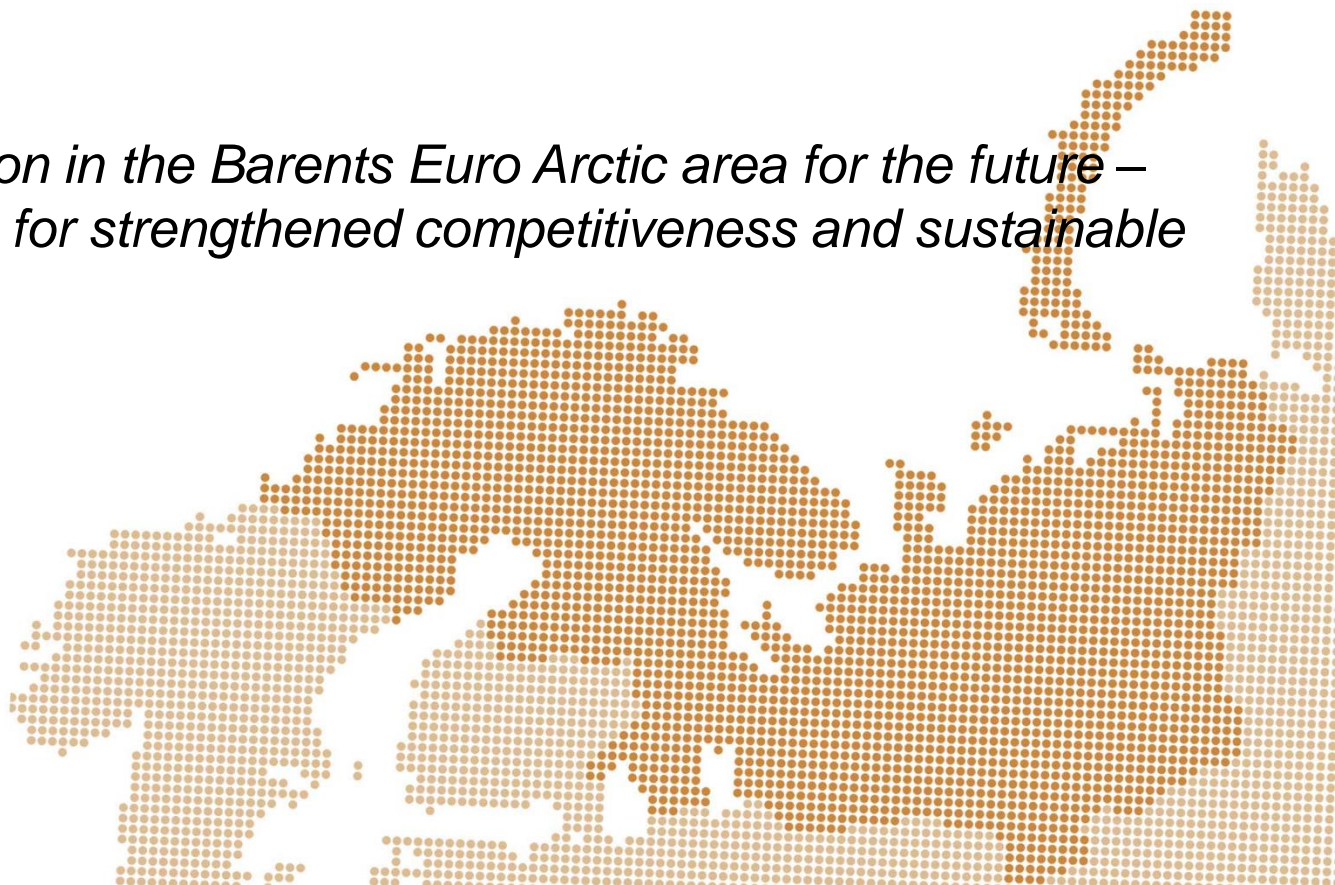 on in the Barents Euro Arctic area for the future –
for strengthened competitiveness and sustainable